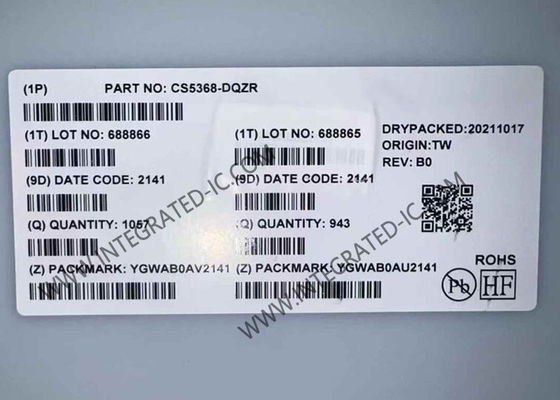 (1P) PART NO: CS5368-DQZR
(1T) LOT NO: 688866
(9D) DATE CODE: 2141
(Q) QUANTITY: 1057
(Z) PACKMARK: YGWAB0AV2141
(1T) LOT NO: 688865
(9D) DATE CODE: 2141
(Q) QUANTITY: 943
(Z) PACKMARK: YGWAB0AU2141
DRYPACKED:20211017
ORIGIN:TW
REV: B0
ROHS
Pb
HF
WWW.INTEGRATED-IC.COM
WWW.INTEGRATED-IC.COM